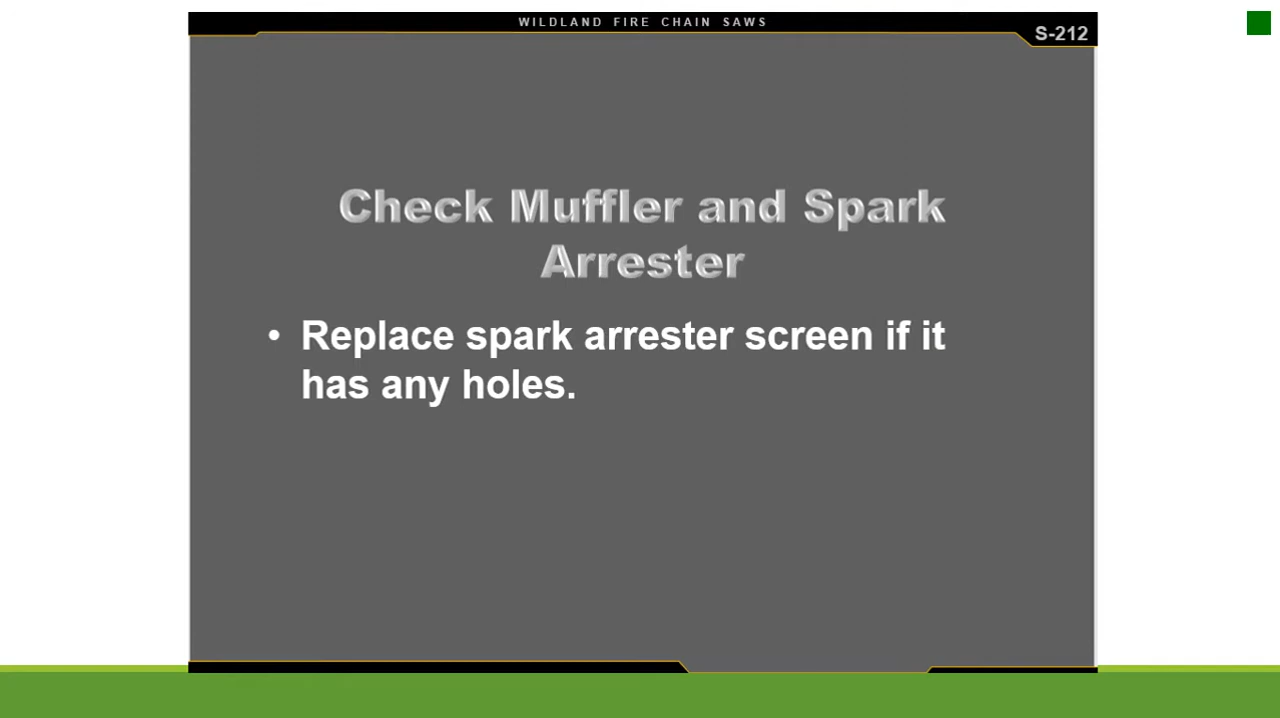 WILDLAND FIRE CHAIN SAWS
S-212
Check Muffler and Spark
Arrester
• Replace spark arrester screen if it
has any holes.